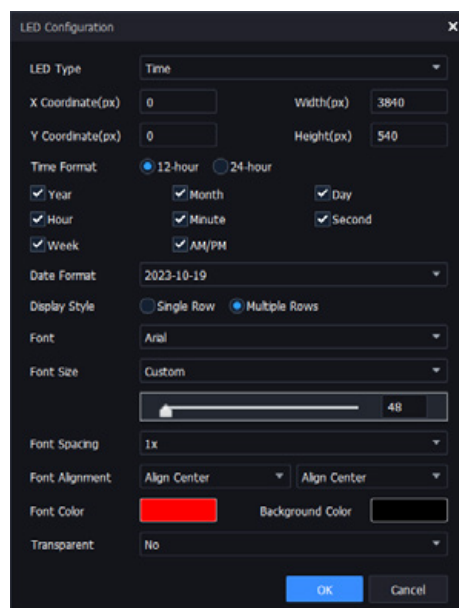 LED Configuration x
LED Type Time
X Coordinate(px) 0 Width(px) 3840
Y Coordinate(px) 0 Height(px) 540
Time Format 12-hour 24-hour
Year Month Day
Hour Minute Second
Week AM/PM
Date Format 2023-10-19
Display Style Single Row Multiple Rows
Font Arial
Font Size Custom
48
Font Spacing 1x
Font Alignment Align Center Align Center
Font Color Background Color
Transparent No
OK Cancel